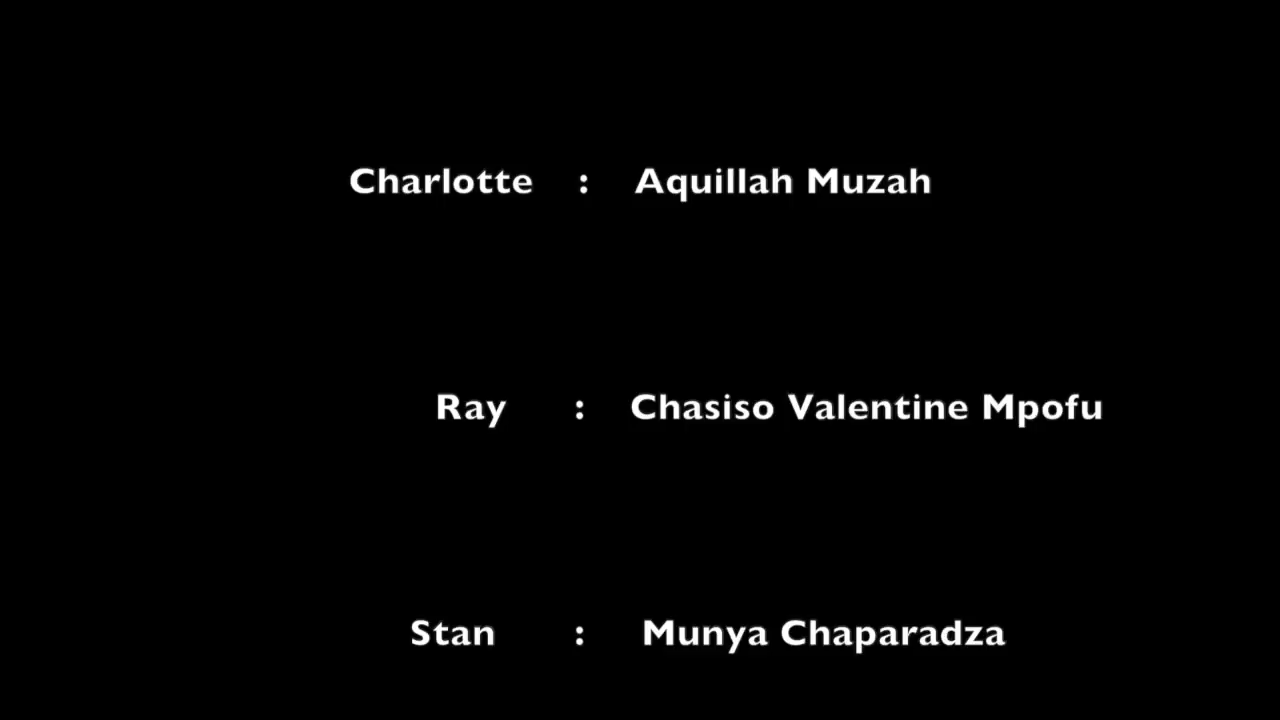 Charlotte : Aquillah Muzah
Ray : Chasiso Valentine Mpofu
Stan : Munya Chaparadza